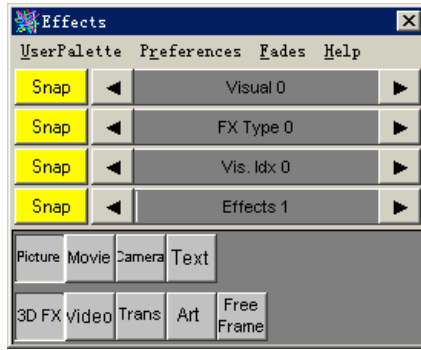 Effects
UserPalette Preferences Fades Help
Snap Visual 0
Snap FX Type 0
Snap Vis. Idx 0
Snap Effects 1
Picture Movie Camera Text
3D FX Video Trans Art Free Frame